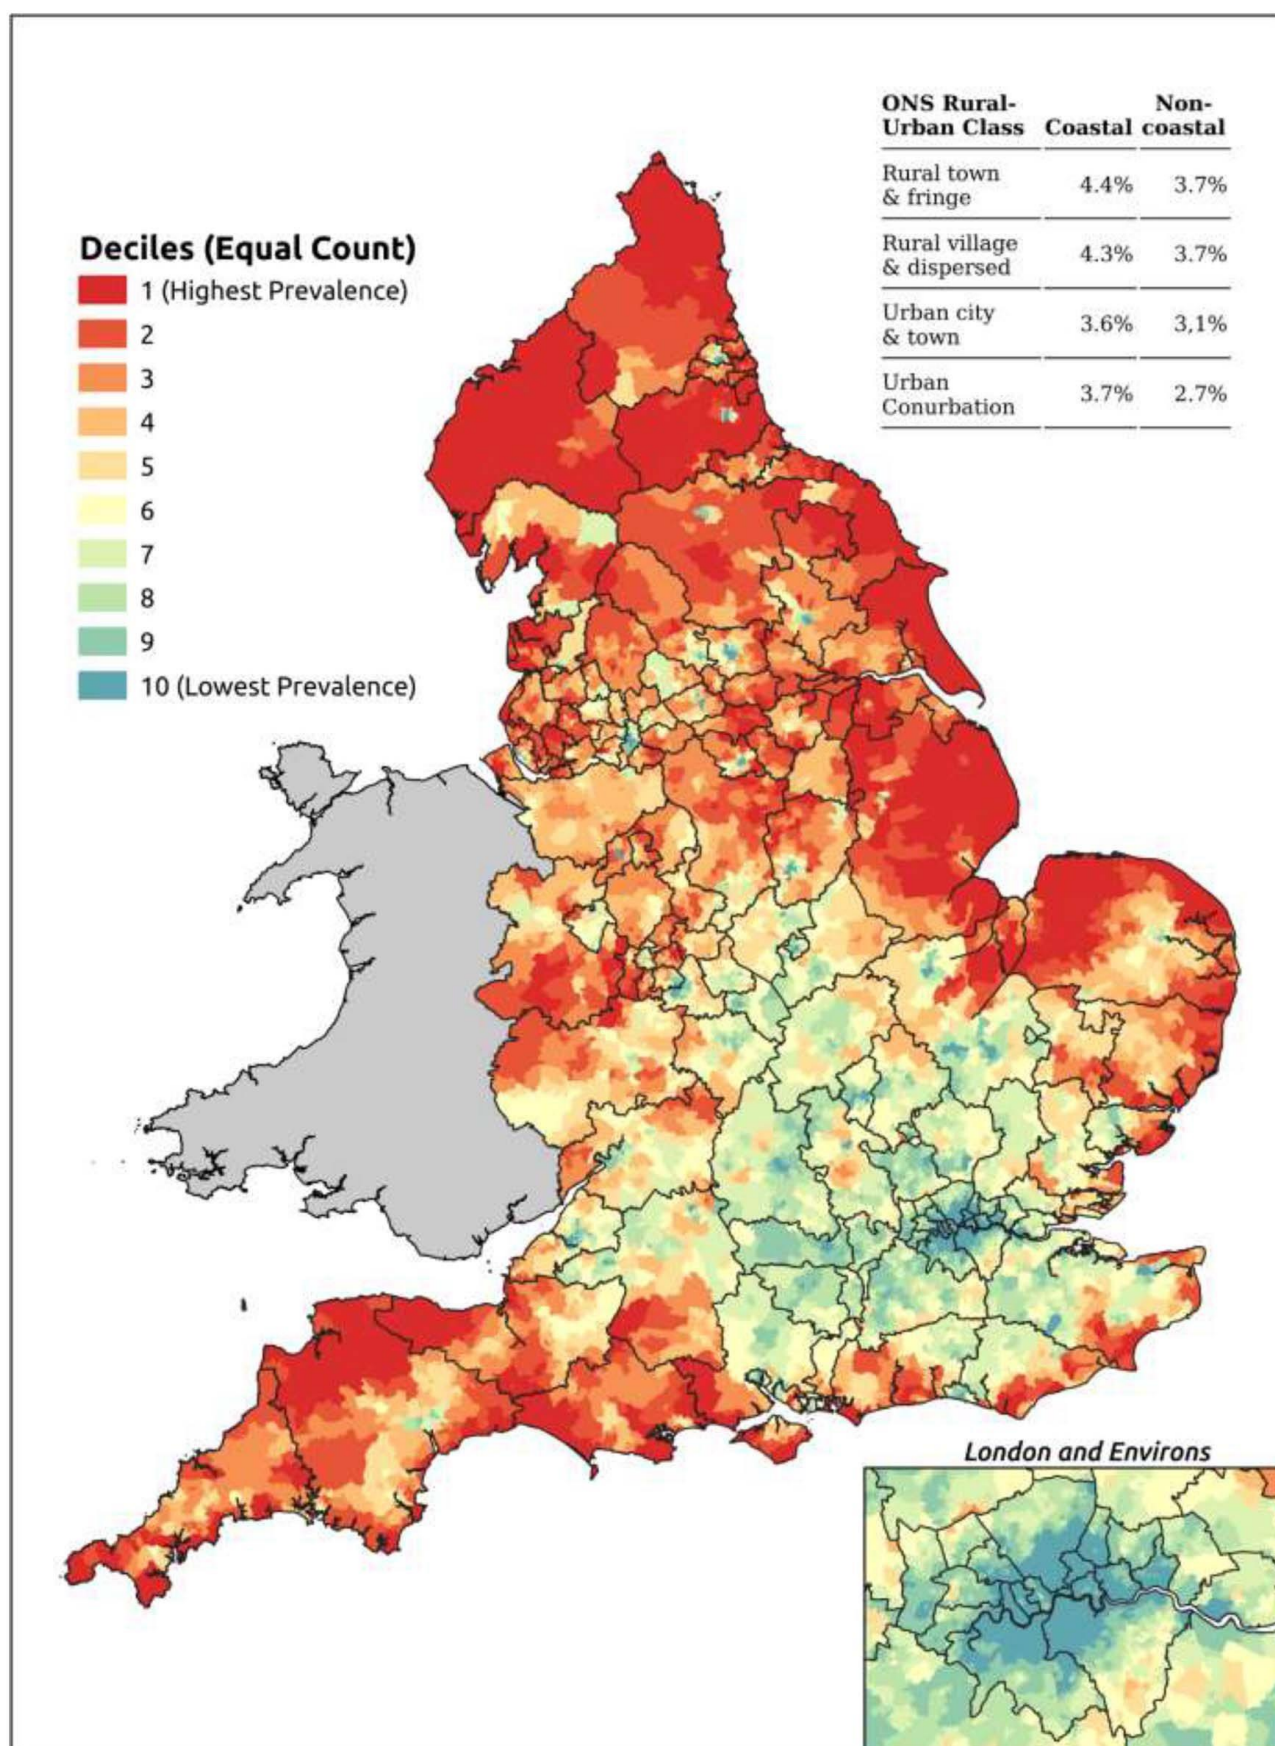 ONS Rural-
Urban Class Coastal Non-
coastal
Rural town
& fringe 4.4% 3.7%
Rural village
& dispersed 4.3% 3.7%
Urban city
& town 3.6% 3,1%
Urban
Conurbation 3.7% 2.7%
Deciles (Equal Count)
1 (Highest Prevalence)
2
3
4
5
6
7
8
9
10 (Lowest Prevalence)
London and Environs